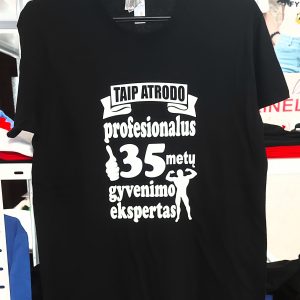 TAIP ATRODO
profesionalus
35 metų
gyvenimo
ekspertas